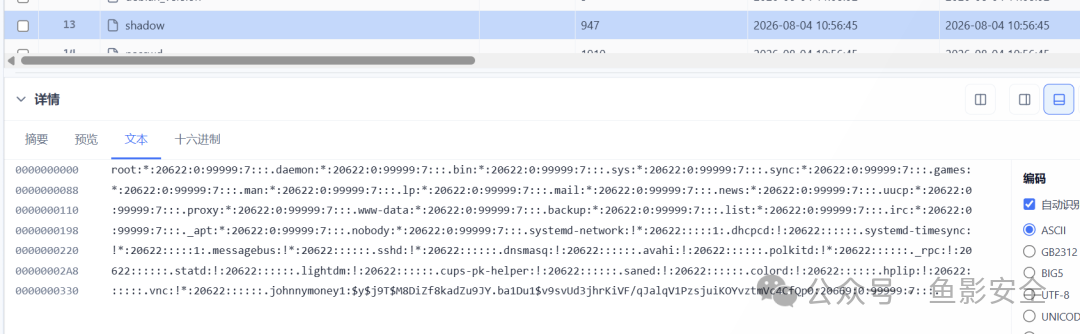 13 shadow 947 2026-08-04 10:56:45 2026-08-04 10:56:45
详情
摘要 预览 文本 十六进制
0000000000 root:*:20622:0:99999:7:::.daemon:*:20622:0:99999:7:::.bin:*:20622:0:99999:7:::.sys:*:20622:0:99999:7:::.sync:*:20622:0:99999:7:::.games:
0000000088 *:20622:0:99999:7:::.man:*:20622:0:99999:7:::.lp:*:20622:0:99999:7:::.mail:*:20622:0:99999:7:::.news:*:20622:0:99999:7:::.uucp:*:20622:0
0000000110 :99999:7:::.proxy:*:20622:0:99999:7:::.www-data:*:20622:0:99999:7:::.backup:*:20622:0:99999:7:::.list:*:20622:0:99999:7:::.irc:*:20622:0
0000000198 :99999:7:::._apt:*:20622:0:99999:7:::.nobody:*:20622:0:99999:7:::.systemd-network:!*:20622:::::1:.dhcpcd:!:20622::::::.systemd-timesync:
0000000220 !*:20622:::::1:.messagebus:!*:20622::::::.sshd:!*:20622::::::.dnsmasq:!:20622::::::.avahi:!:20622::::::.polkitd:!*:20622::::::._rpc:!:20
00000002A8 622::::::.statd:!:20622::::::.lightdm:!:20622::::::.cups-pk-helper:!:20622::::::.saned:!:20622::::::.colord:!:20622::::::.hplip:!:20622:
0000000330 :::::.vnc:!*:20622::::::.johnnymoney1:$y$j9T$M8DiZf8kadZu9JY.ba1Du1$v9svUd3jhrKiVF/qJalqV1PzsjuiKOYvztmVc4CfQp0:20669:0:99999:7:::.
编码
自动识别
ASCII
GB2312
BIG5
UTF-8
UNICOD
公众号 鱼影安全